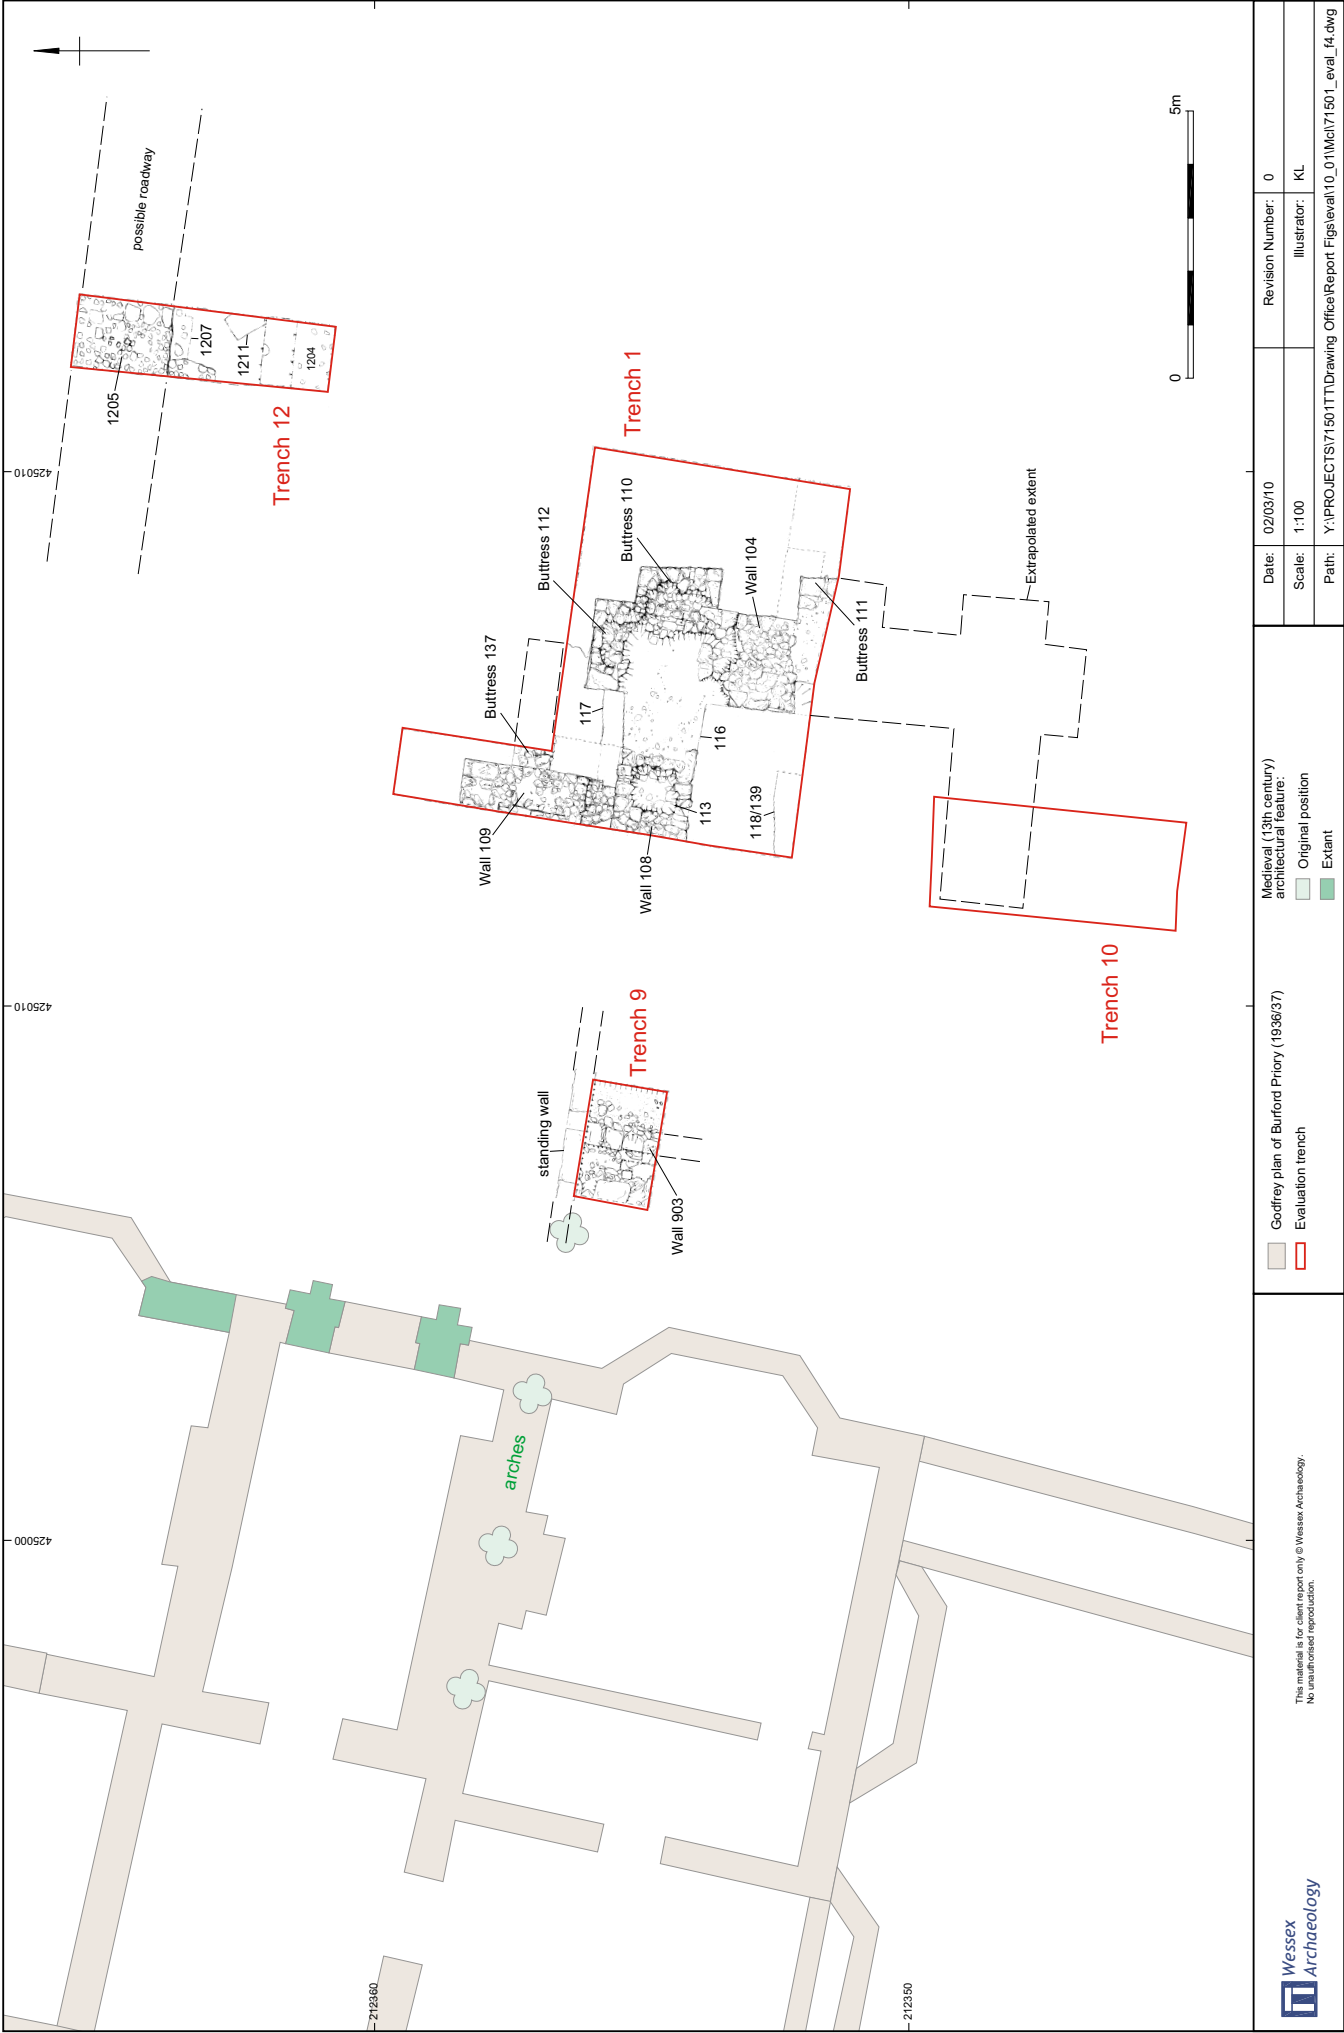 possible roadway
1205
1207
1211
1204
Trench 12
5m
0
425010
Trench 1
Buttress 112
Buttress 110
Buttress 137
Wall 104
Extrapolated extent
Buttress 111
117
116
Wall 109
113
118/139
Wall 108
Trench 10
425010
Trench 9
standing wall
Wall 903
arches
425000
212360
212350
Wessex
Archaeology
This material is for client report only © Wessex Archaeology.
No unauthorised reproduction.
Godfrey plan of Burford Priory (1936/37)
Evaluation trench
Medieval (13th century)
architectural feature:
Original position
Extant
Date: 02/03/10 Revision Number: 0
Scale: 1:100 Illustrator: KL
Path: Y:\PROJECTS\71501TT\Drawing Office\Report Figs\eval\10_01\Mcl\71501_eval_f4.dwg